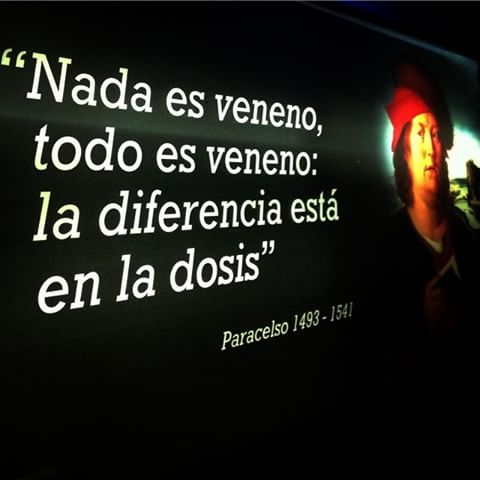 “Nada es veneno,
todo es veneno:
la diferencia está
en la dosis”
Paracelso 1493 - 1541